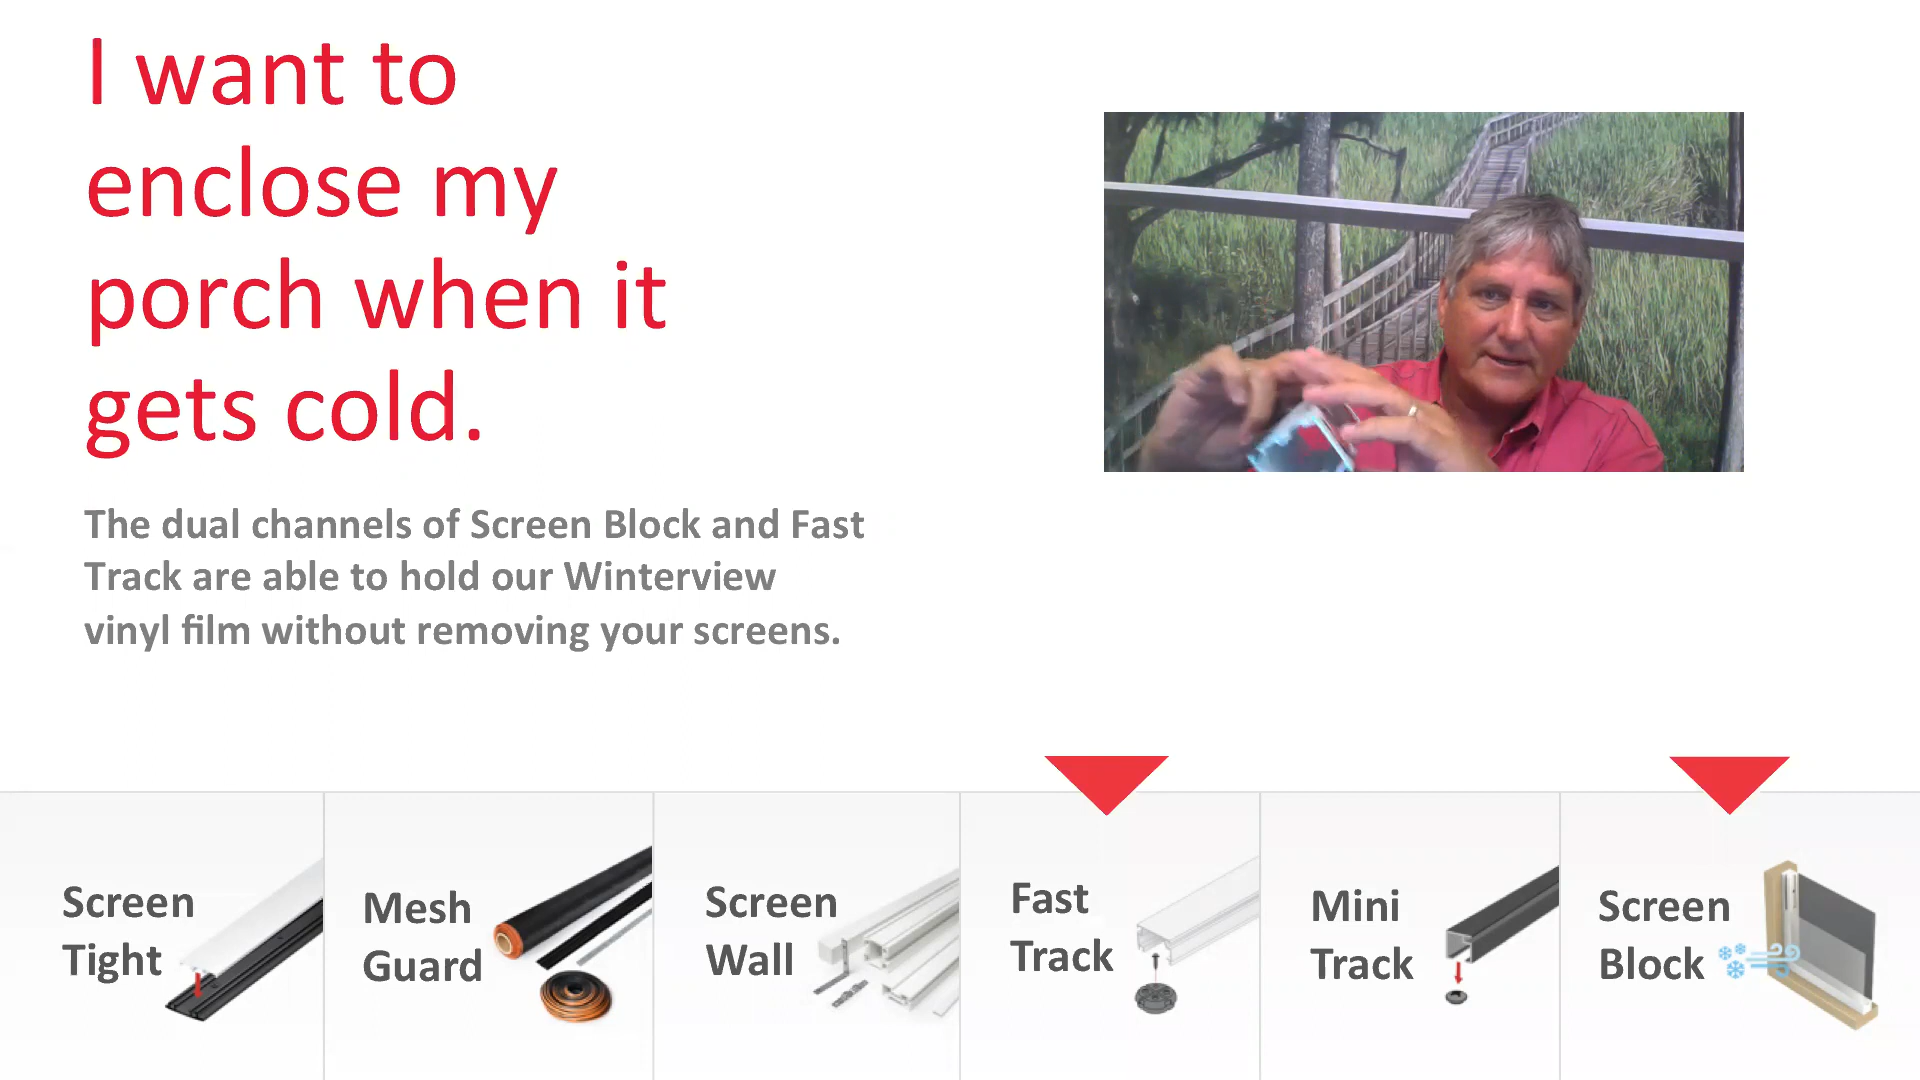 I want to
enclose my
porch when it
gets cold.
The dual channels of Screen Block and Fast
Track are able to hold our Winterview
vinyl film without removing your screens.
Screen
Tight
Mesh
Guard
Screen
Wall
Fast
Track
Mini
Track
Screen
Block